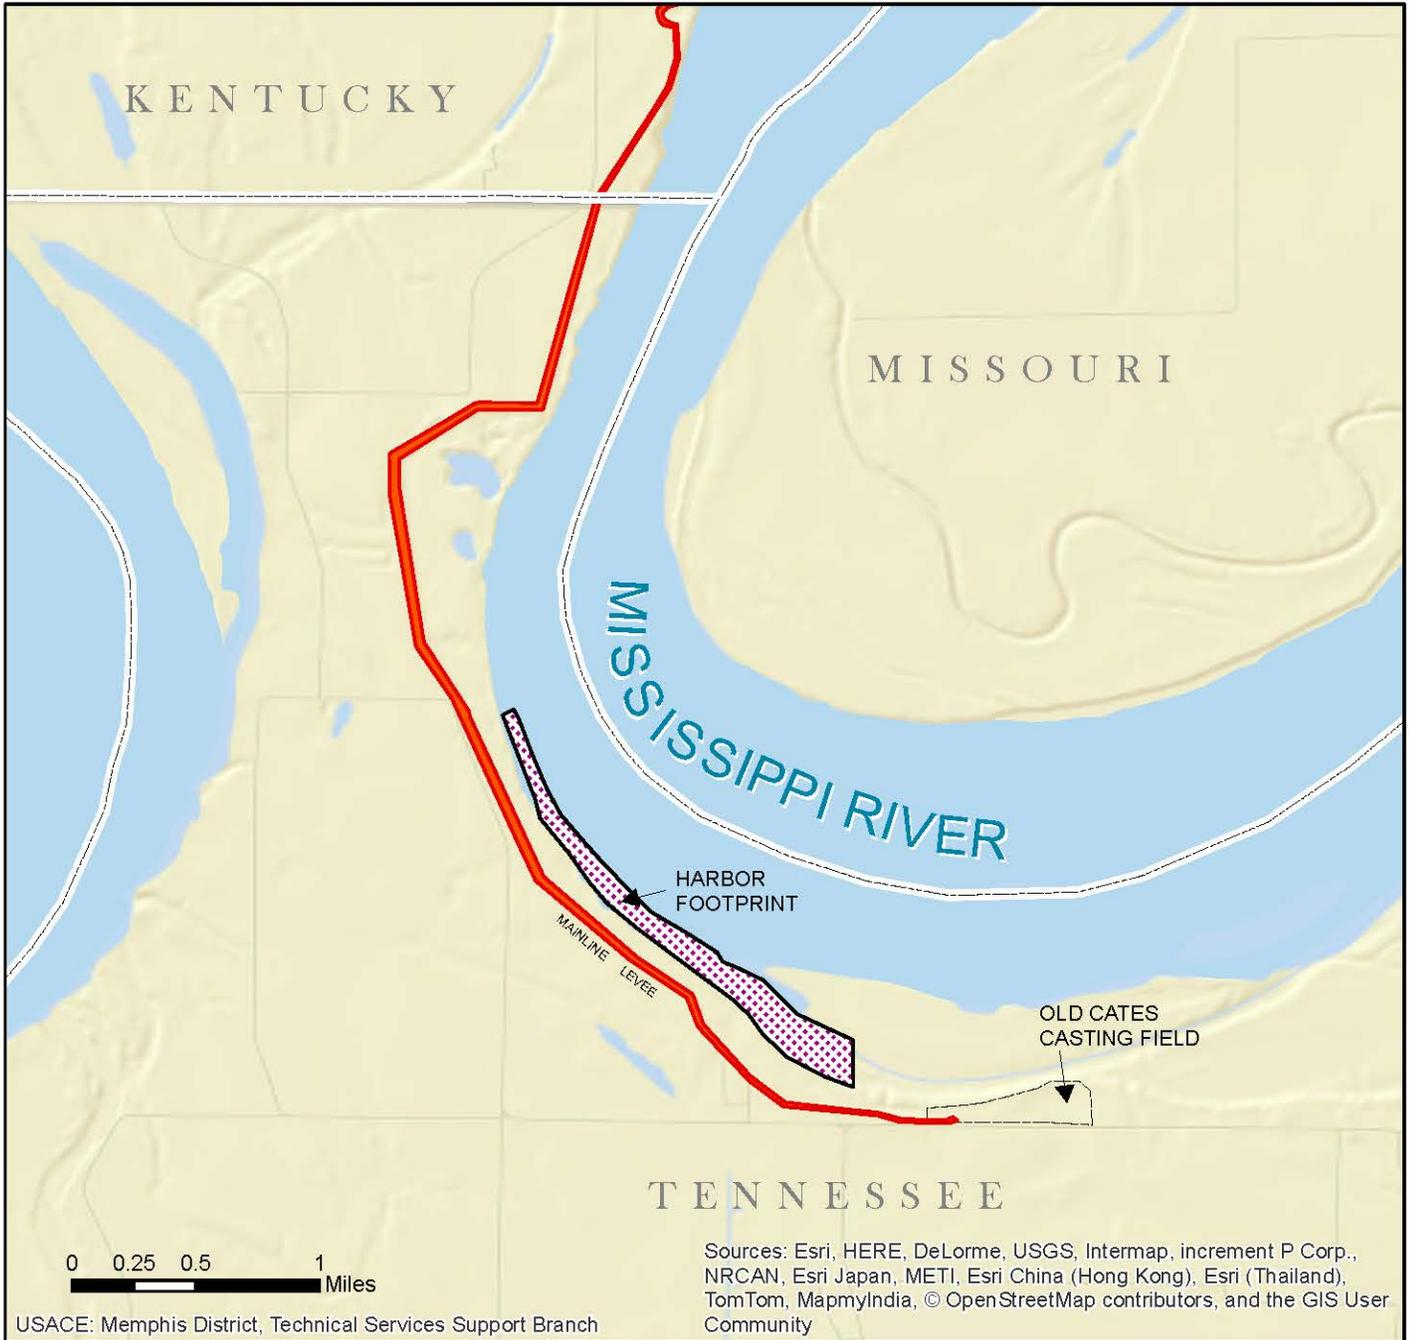 KENTUCKY
MISSOURI
MISSISSIPPI RIVER
HARBOR
FOOTPRINT
MAINLINE LEVEE
OLD CATES
CASTING FIELD
TENNESSEE
0 0.25 0.5 1
Miles
Sources: Esri, HERE, DeLorme, USGS, Intermap, increment P Corp.,
NRCAN, Esri Japan, METI, Esri China (Hong Kong), Esri (Thailand),
TomTom, MapmyIndia, © OpenStreetMap contributors, and the GIS User
Community
USACE: Memphis District, Technical Services Support Branch